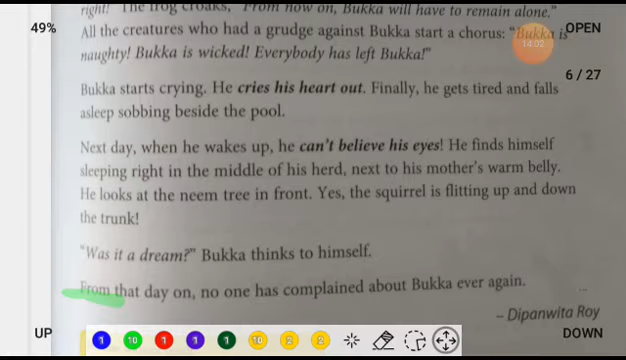 right! The frog croaks, "From now on, Bukka will have to remain alone."
49%
All the creatures who had a grudge against Bukka start a chorus: "Bukka is
OPEN
naughty! Bukka is wicked! Everybody has left Bukka!"
14:02
6 / 27
Bukka starts crying. He cries his heart out. Finally, he gets tired and falls
asleep sobbing beside the pool.
Next day, when he wakes up, he can't believe his eyes! He finds himself
sleeping right in the middle of his herd, next to his mother's warm belly.
He looks at the neem tree in front. Yes, the squirrel is flitting up and down
the trunk!
"Was it a dream?" Bukka thinks to himself.
From that day on, no one has complained about Bukka ever again.
– Dipanwita Roy
UP
1 10 1 1 1 10 2 2
DOWN